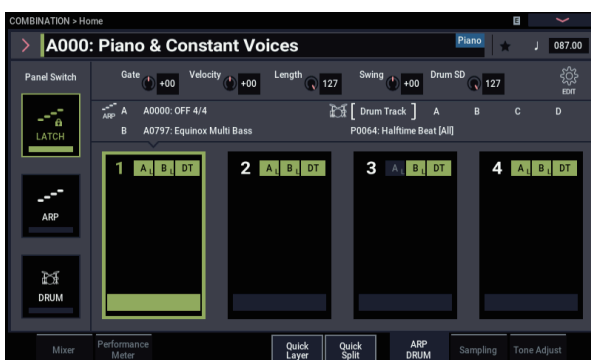 COMBINATION > Home
E
A000: Piano & Constant Voices
Piano
♩ 087.00
Panel Switch
Gate +00 Velocity +00 Length 127 Swing +00 Drum SD 127
EDIT
ARP A A0000: OFF 4/4 [ Drum Track ] A B C D
B A0797: Equinox Multi Bass P0064: Halftime Beat [All]
LATCH
ARP
DRUM
1 A L B L DT 2 A L B L DT 3 A L B L DT 4 A L B L DT
Mixer
Performance
Meter
Quick
Layer
Quick
Split
ARP
DRUM
Sampling
Tone Adjust